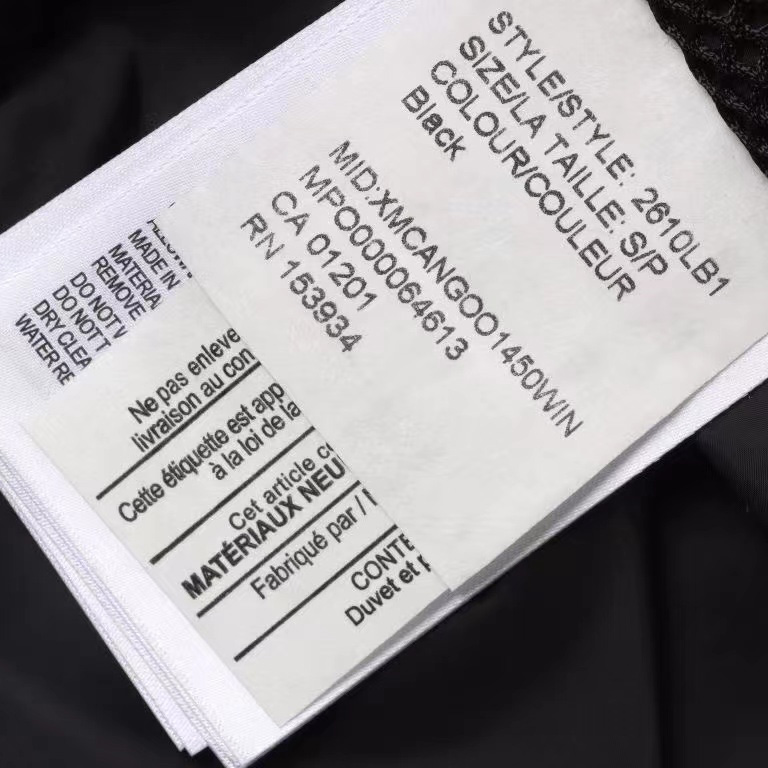 STYLE/STYLE: 2610LB1
SIZE/LA TAILLE: S/P
COLOUR/COULEUR
Black
MID:XMCANGOO1450WIN
MPO000064613
CA 01201
RN 153934
MADE IN
MATERIA
REMOVE
DO NOT
DO NOT T
DRY CLEA
WATER RE
Ne pas enleve
livraison au con
Cette étiquette est app
à la loi de la
Cet article c
MATÉRIAUX NEU
Fabriqué par /
CONTE
Duvet et p